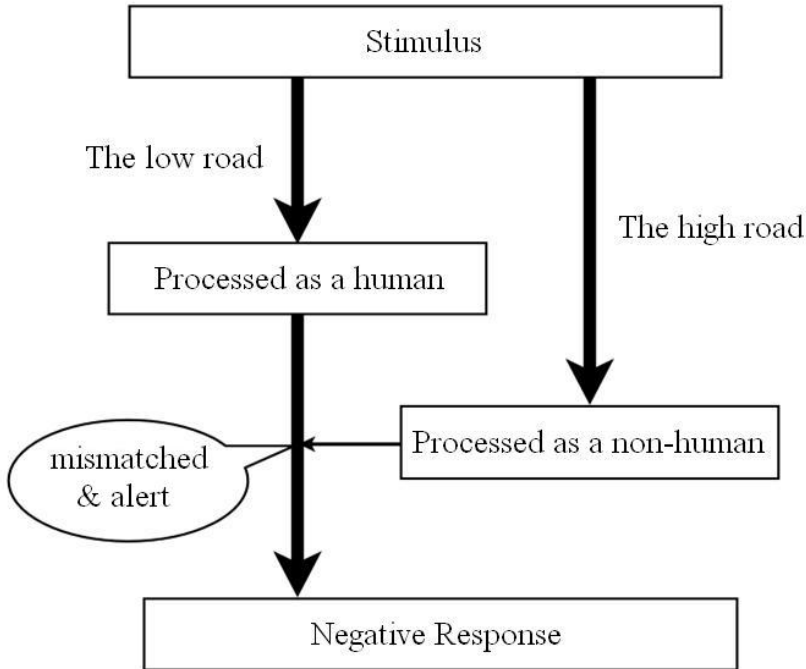 Stimulus
The low road
The high road
Processed as a human
Processed as a non-human
mismatched
& alert
Negative Response